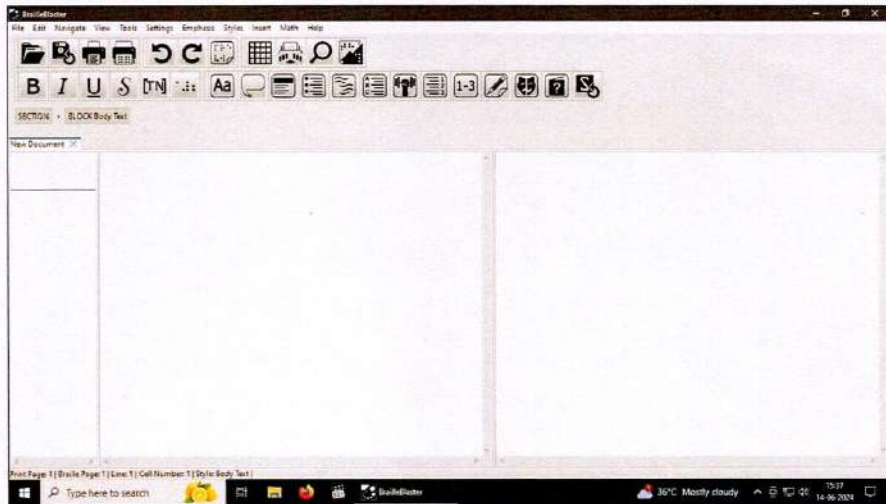 BrailleBlaster
File Edit Navigate View Tools Settings Emphasis Styles Insert Math Help
B I U S [TN] Aa 1-3 ?
SECTION › BLOCK Body Text
New Document
Print Page: 1 | Braille Page: 1 | Line: 1 | Cell Number: 1 | Style: Body Text |
Type here to search BrailleBlaster 36°C Mostly cloudy 15:37
14-06-2024